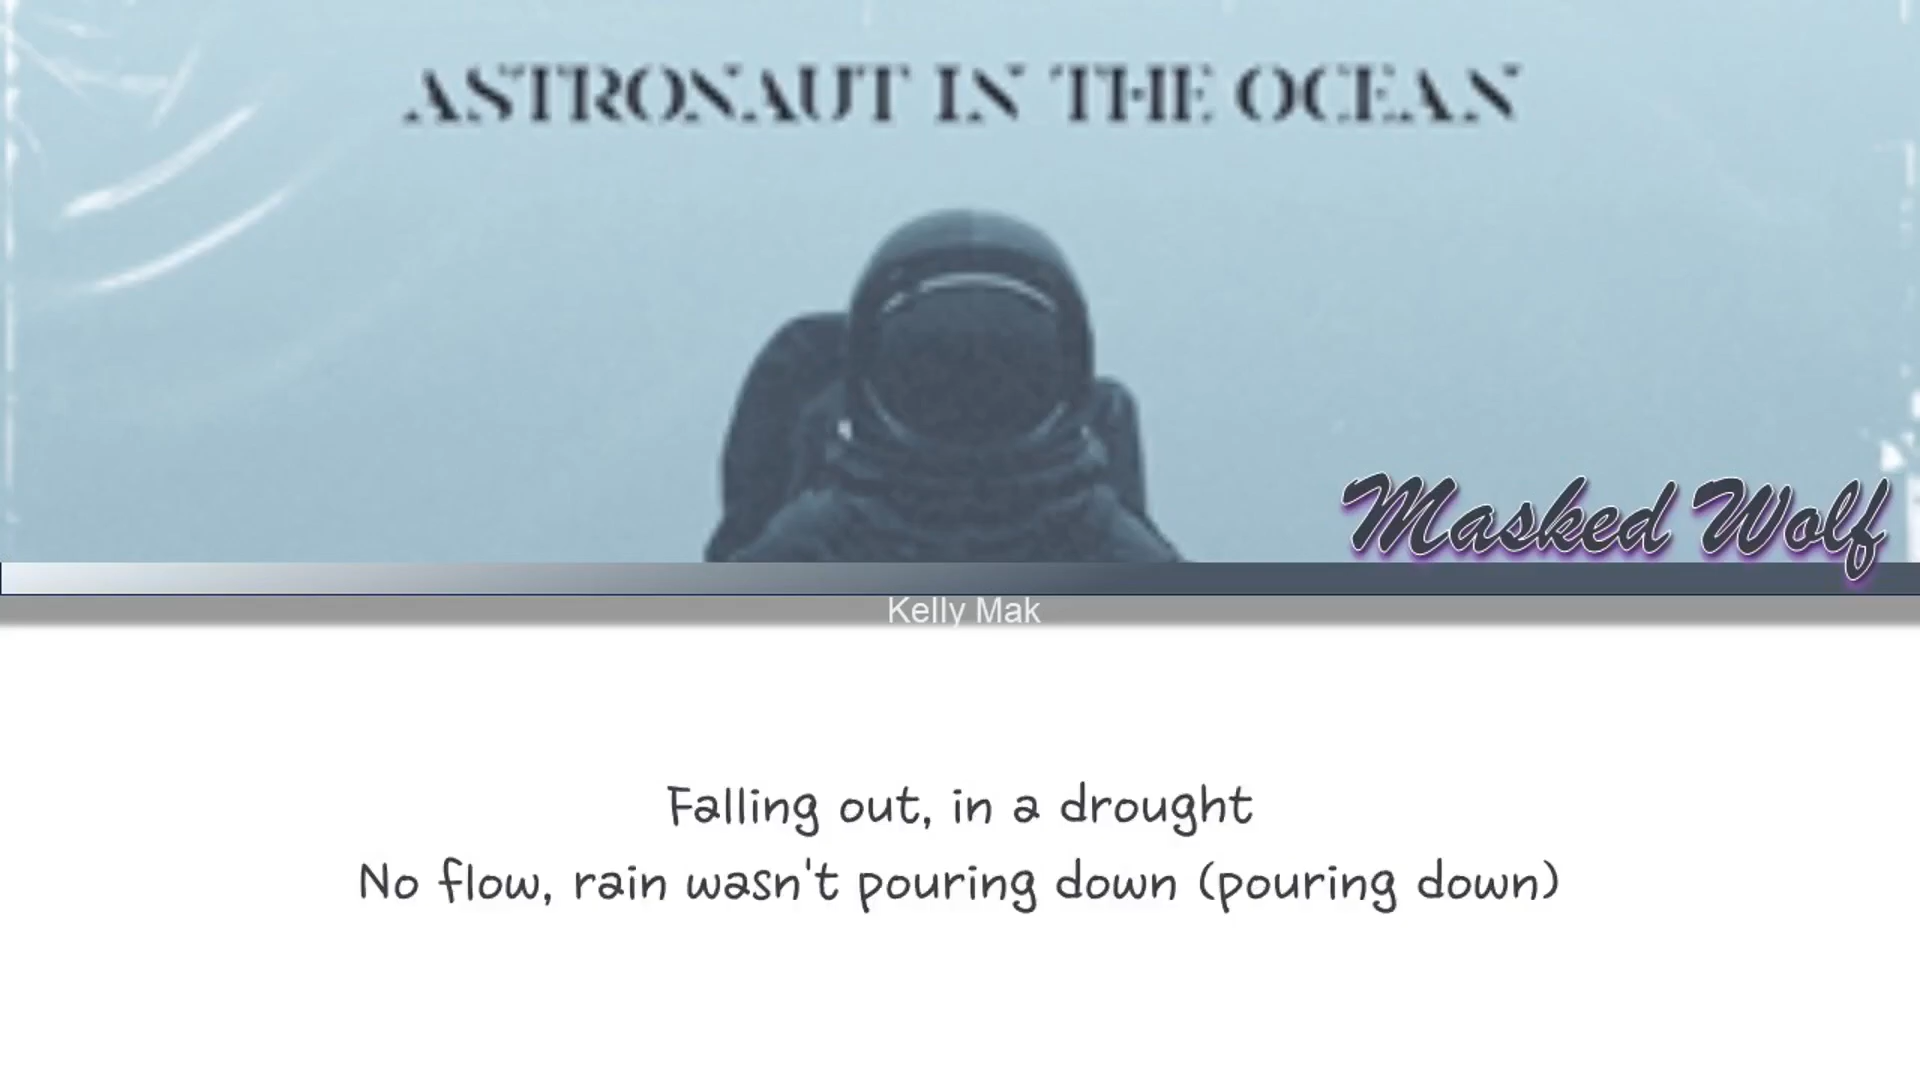 ASTRONAUT IN THE OCEAN
Masked Wolf
Kelly Mak
Falling out, in a drought
No flow, rain wasn't pouring down (pouring down)